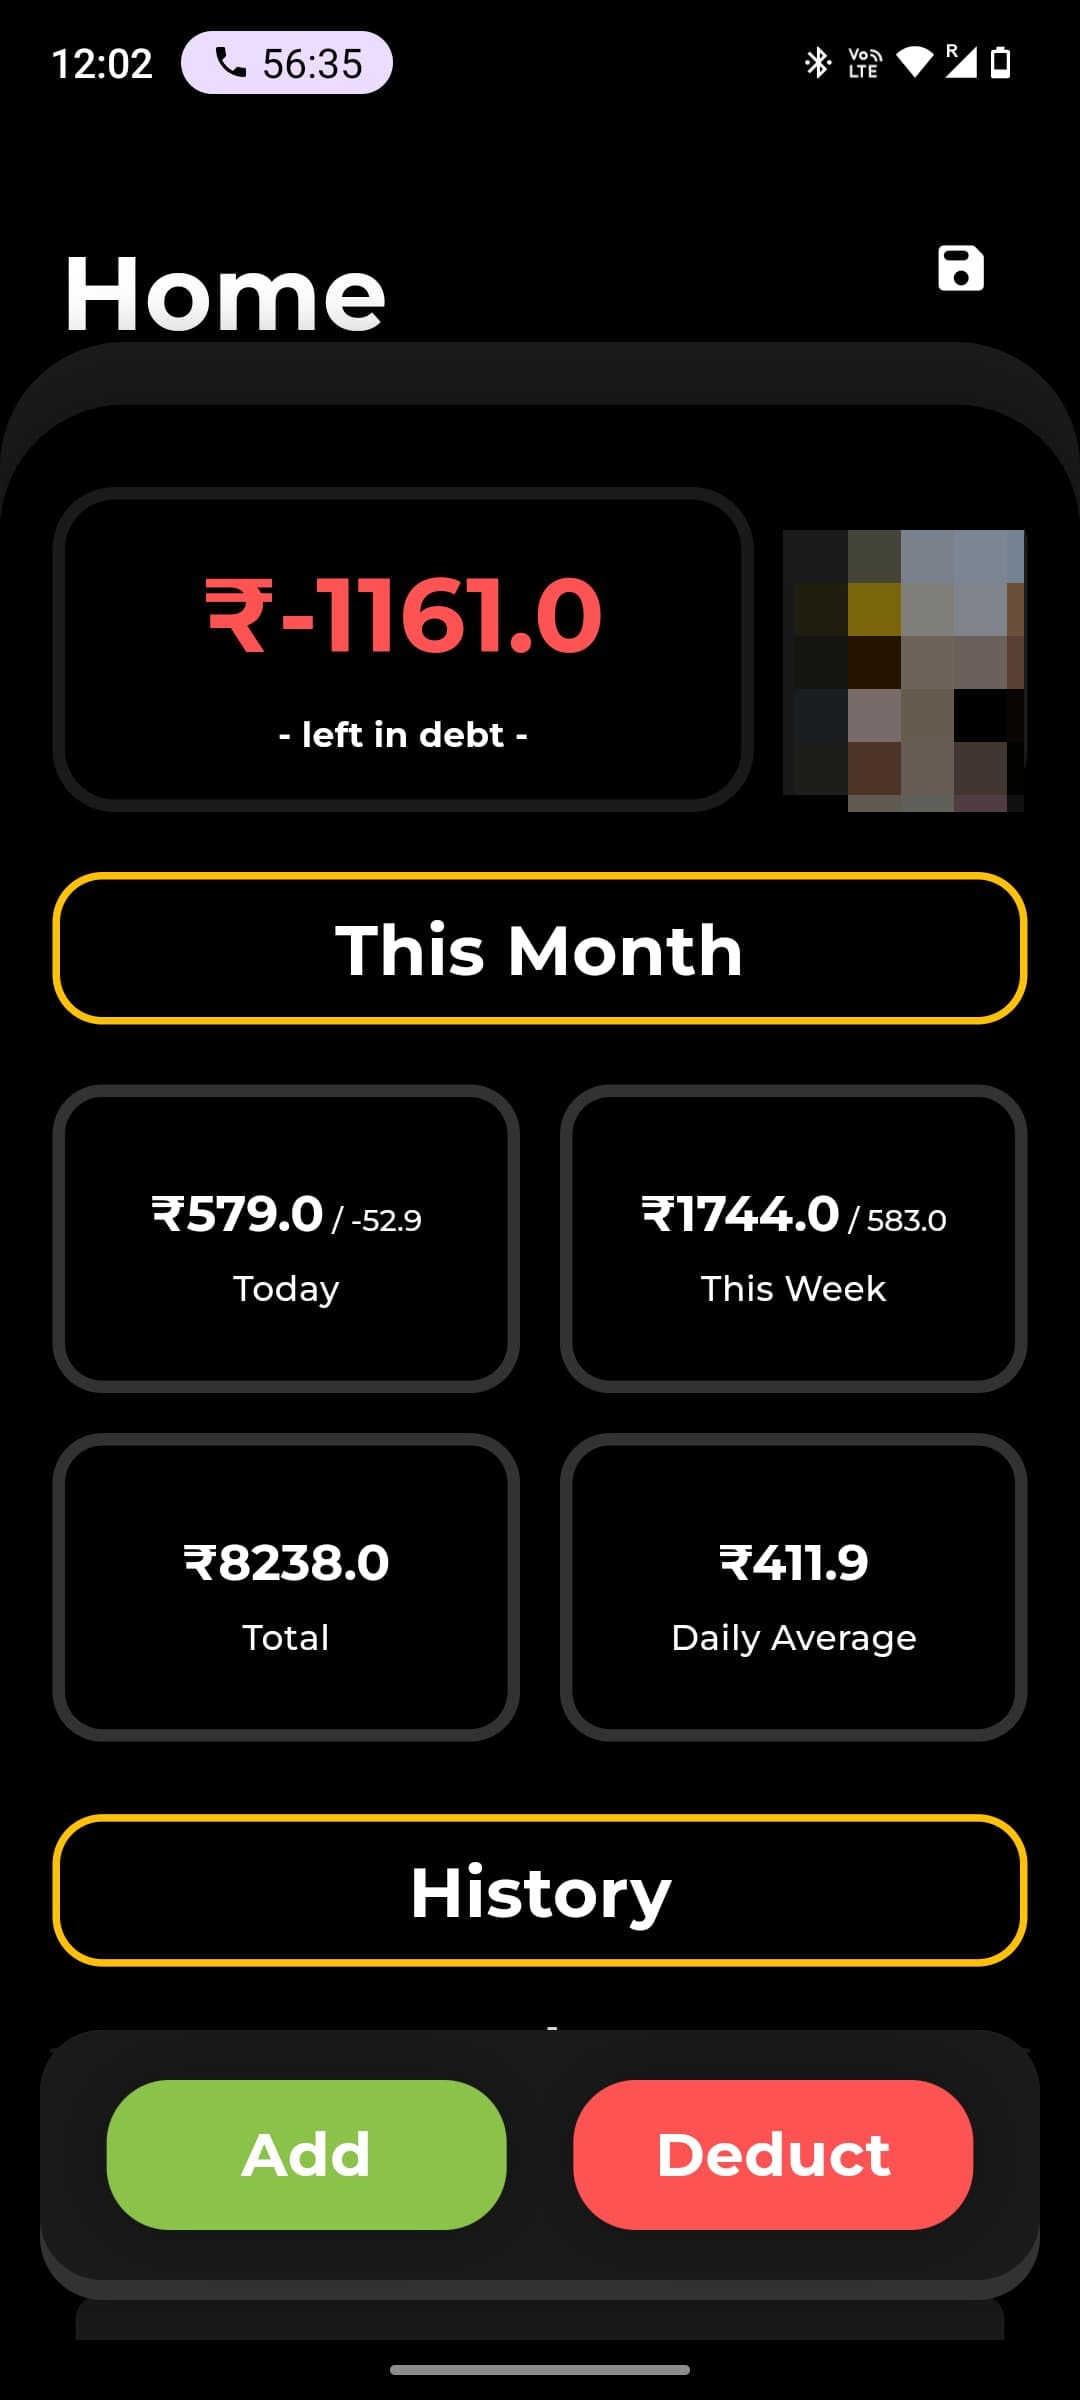 12:02 56:35 Vo LTE R
Home
₹-1161.0
- left in debt -
This Month
₹579.0 / -52.9
Today
₹1744.0 / 583.0
This Week
₹8238.0
Total
₹411.9
Daily Average
History
-
Add
Deduct